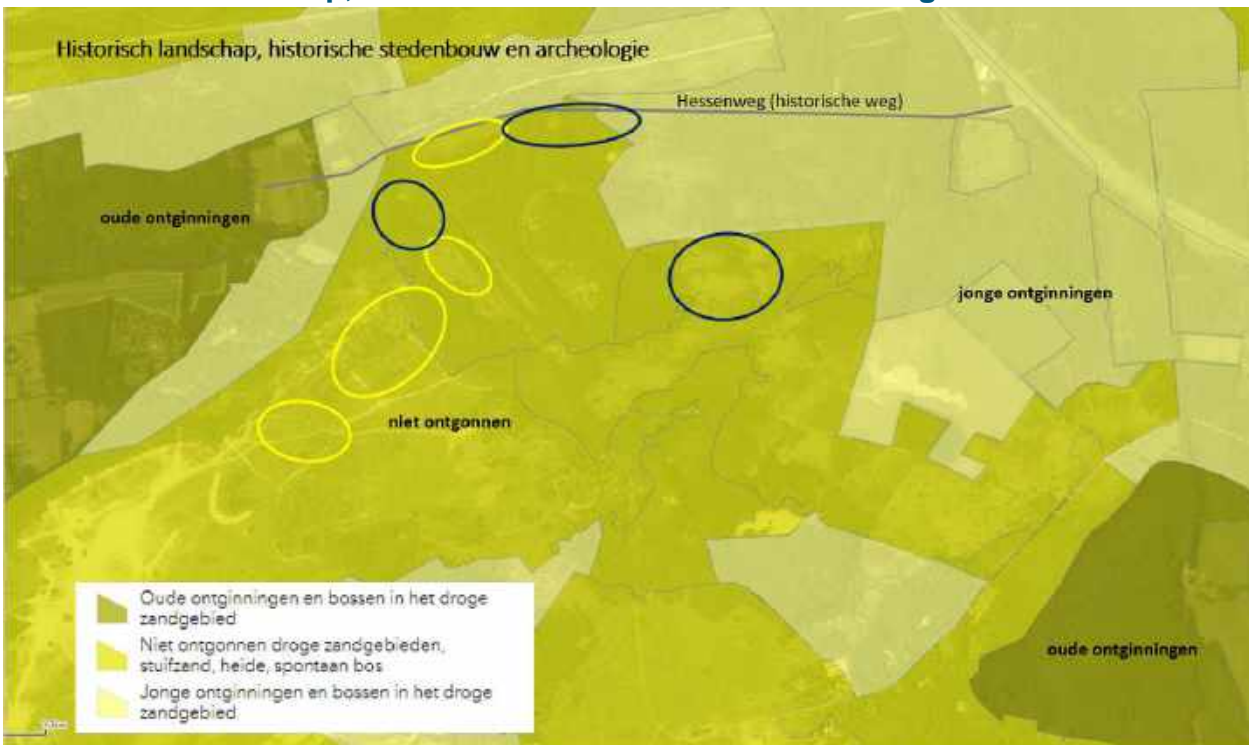 Historisch landschap, historische stedenbouw en archeologie
Hessenweg (historische weg)
oude ontginningen
jonge ontginningen
niet ontgonnen
oude ontginningen
Oude ontginningen en bossen in het droge
zandgebied
Niet ontgonnen droge zandgebieden,
stuifzand, heide, spontaan bos
Jonge ontginningen en bossen in het droge
zandgebied